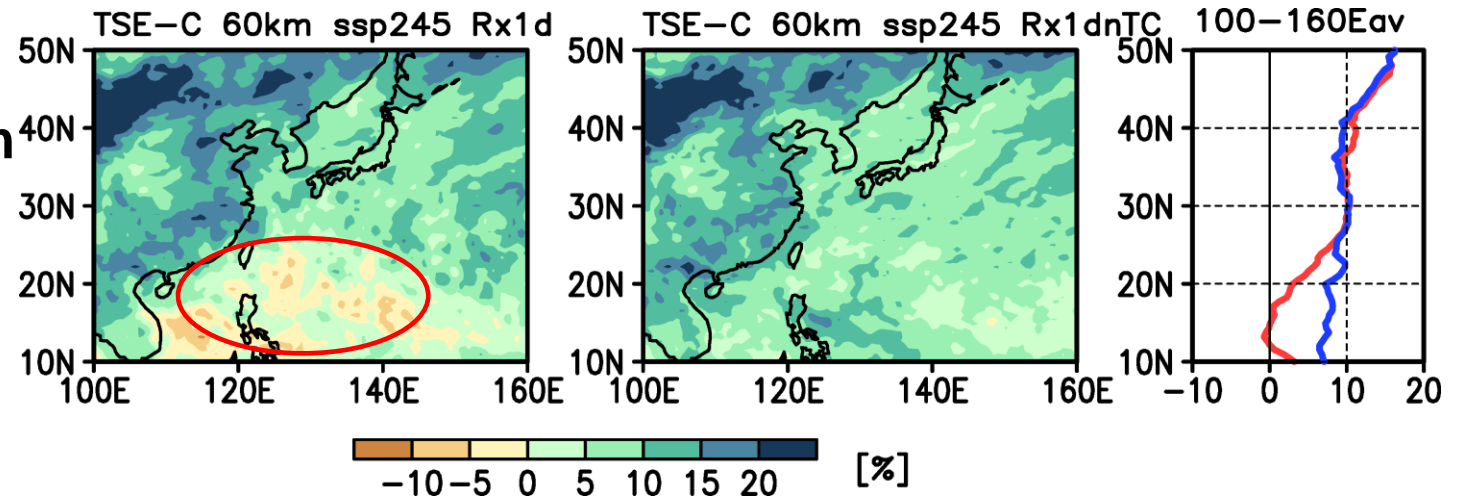 TSE-C 60km ssp245 Rx1d
TSE-C 60km ssp245 Rx1dnTC
100-160Eav
50N
40N
30N
20N
10N
100E
120E
140E
160E
50N
40N
30N
20N
10N
100E
120E
140E
160E
50N
40N
30N
20N
10N
-10
0
10
20
n
-10 -5 0 5 10 15 20
[%]